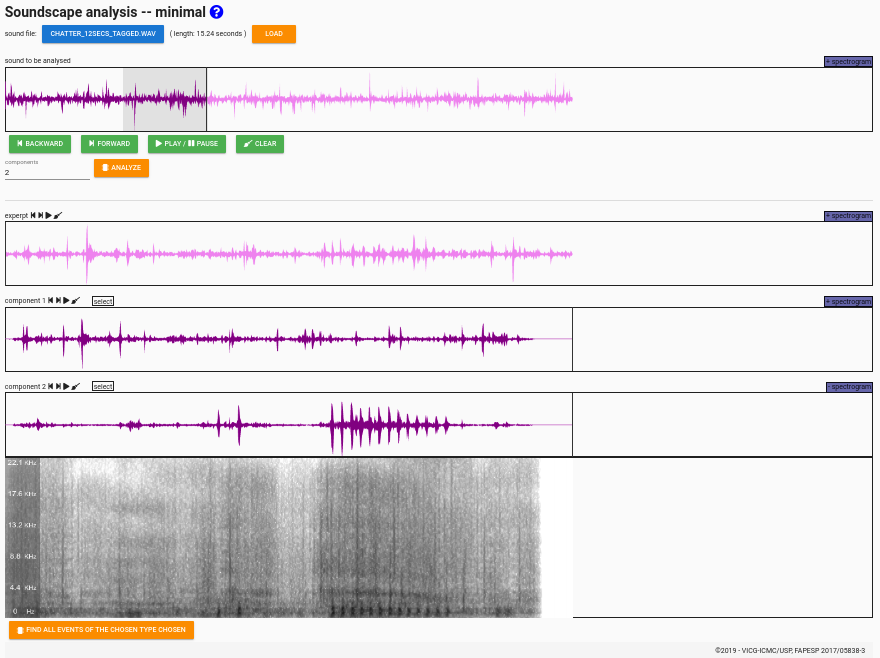 Soundscape analysis -- minimal ?
sound file: CHATTER_12SECS_TAGGED.WAV ( length: 15.24 seconds ) LOAD
sound to be analysed + spectrogram
BACKWARD FORWARD PLAY / PAUSE CLEAR
components
2 ANALYZE
experpt + spectrogram
component 1 select + spectrogram
component 2 select - spectrogram
22.1 KHz
17.6 KHz
13.2 KHz
8.8 KHz
4.4 KHz
0 Hz
FIND ALL EVENTS OF THE CHOSEN TYPE CHOSEN
©2019 - VICG-ICMC/USP, FAPESP 2017/05838-3